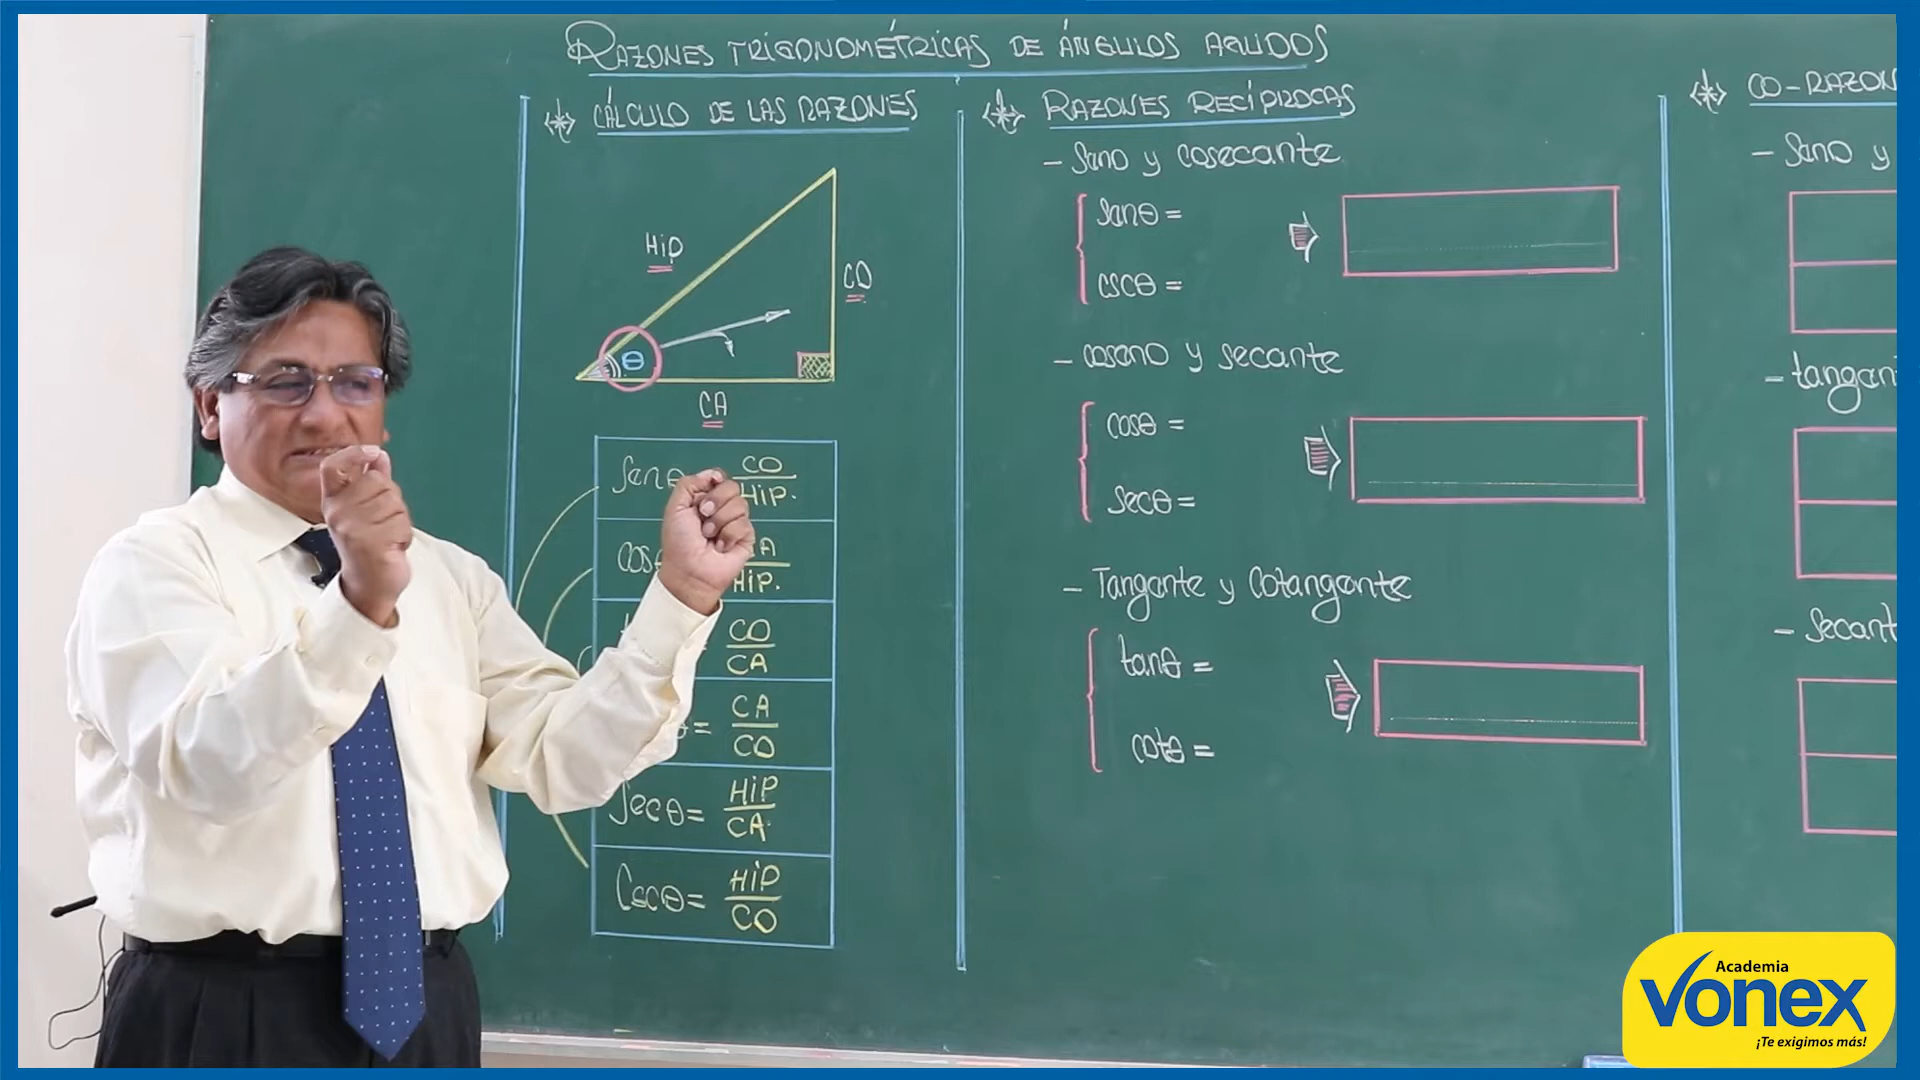 RAZONES TRIGONOMÉTRICAS DE ÁNGULOS AGUDOS
<*> CÁLCULO DE LAS RAZONES
Hip
CO
θ
CA
Senθ CO/Hip.
cos A/Hip.
CO/CA
θ = CA/CO
Secθ = Hip/CA.
Cscθ = Hip/CO
<*> RAZONES RECÍPROCAS
- Seno y cosecante
Senθ =
cscθ =
- coseno y secante
cosθ =
Secθ =
- Tangente y Cotangente
tanθ =
cotθ =
<*> CO-RAZON
- Seno y
- tangen
- Secant
Academia
vonex
¡Te exigimos más!